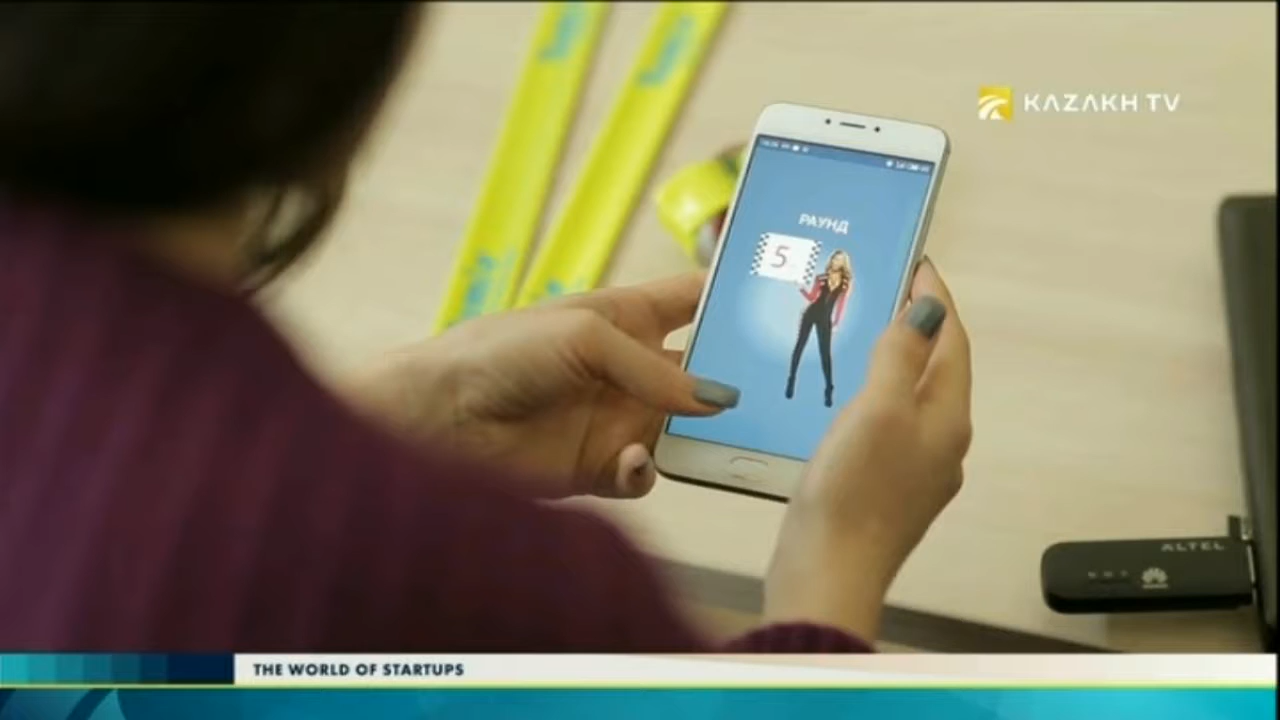 KAZAKH TV
РАУНД
5
ALTEL
THE WORLD OF STARTUPS